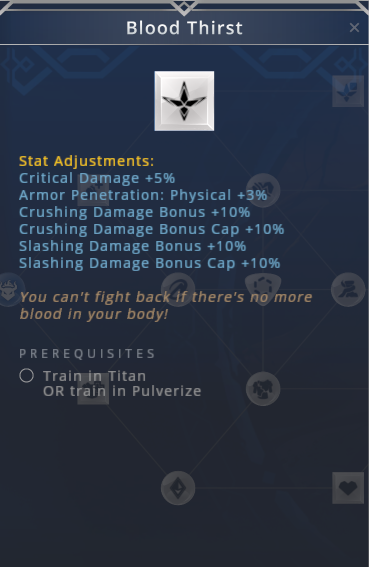 Blood Thirst
Stat Adjustments:
Critical Damage +5%
Armor Penetration: Physical +3%
Crushing Damage Bonus +10%
Crushing Damage Bonus Cap +10%
Slashing Damage Bonus +10%
Slashing Damage Bonus Cap +10%
You can't fight back if there's no more
blood in your body!
PREREQUISITES
Train in Titan
OR train in Pulverize